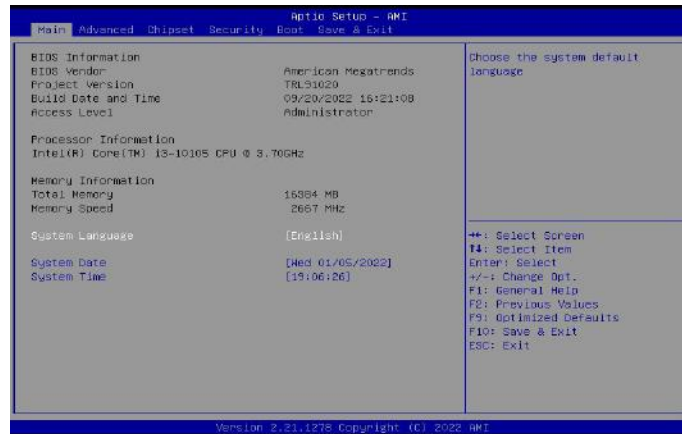 Aptio Setup - AMI
Main Advanced Chipset Security Boot Save & Exit
BIOS Information
BIOS Vendor American Megatrends
Project Version TRLS1020
Build Date and Time 09/20/2022 16:21:08
Access Level Administrator
Processor Information
Intel(R) Core(TM) i3-10105 CPU @ 3.70GHz
Memory Information
Total Memory 16384 MB
Memory Speed 2667 MHz
System Language [English]
System Date [Wed 01/05/2022]
System Time [19:06:26]
Choose the system default
language
→←: Select Screen
↑↓: Select Item
Enter: Select
+/-: Change Opt.
F1: General Help
F2: Previous Values
F9: Optimized Defaults
F10: Save & Exit
ESC: Exit
Version 2.21.1278 Copyright (C) 2022 AMI